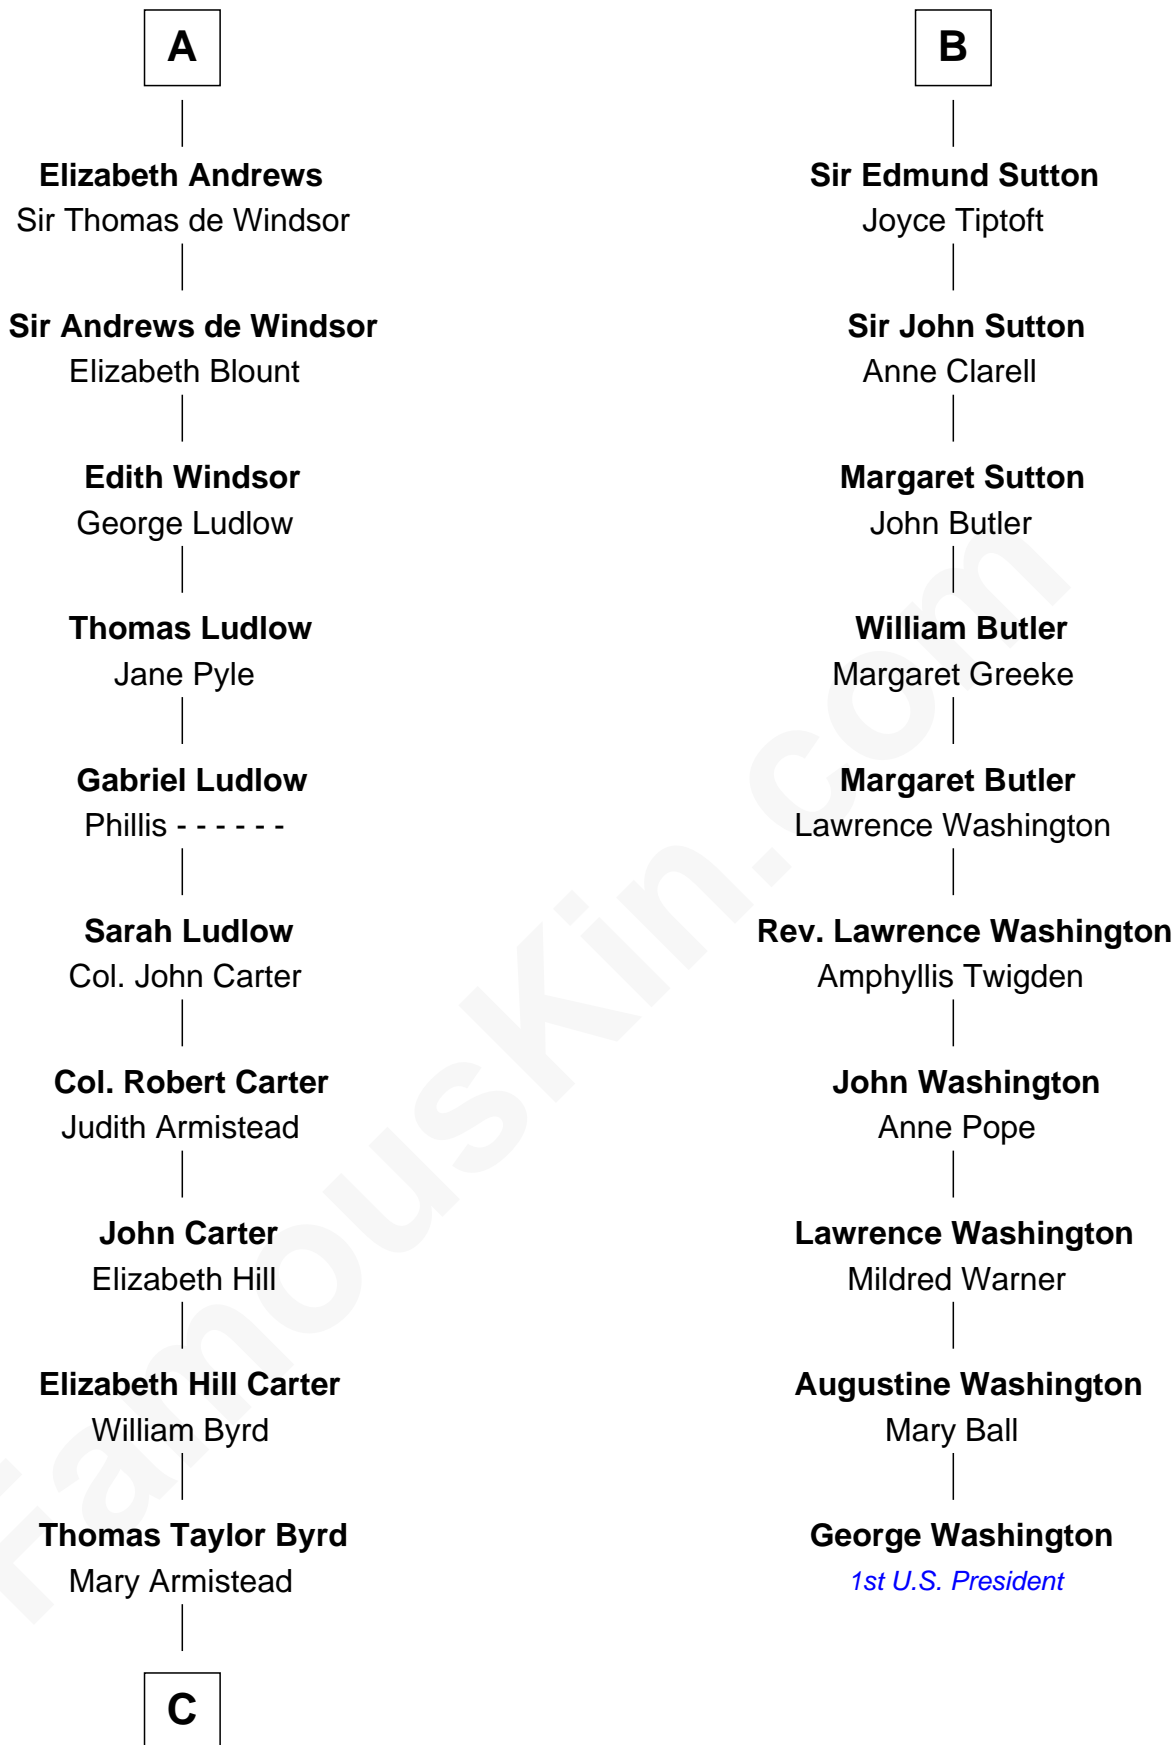 A
Elizabeth Andrews
Sir Thomas de Windsor
Sir Andrews de Windsor
Elizabeth Blount
Edith Windsor
George Ludlow
Thomas Ludlow
Jane Pyle
Gabriel Ludlow
Phillis - - - - - -
Sarah Ludlow
Col. John Carter
Col. Robert Carter
Judith Armistead
John Carter
Elizabeth Hill
Elizabeth Hill Carter
William Byrd
Thomas Taylor Byrd
Mary Armistead
C
B
Sir Edmund Sutton
Joyce Tiptoft
Sir John Sutton
Anne Clarell
Margaret Sutton
John Butler
William Butler
Margaret Greeke
Margaret Butler
Lawrence Washington
Rev. Lawrence Washington
Amphyllis Twigden
John Washington
Anne Pope
Lawrence Washington
Mildred Warner
Augustine Washington
Mary Ball
George Washington
1st U.S. President
FamousKin.com